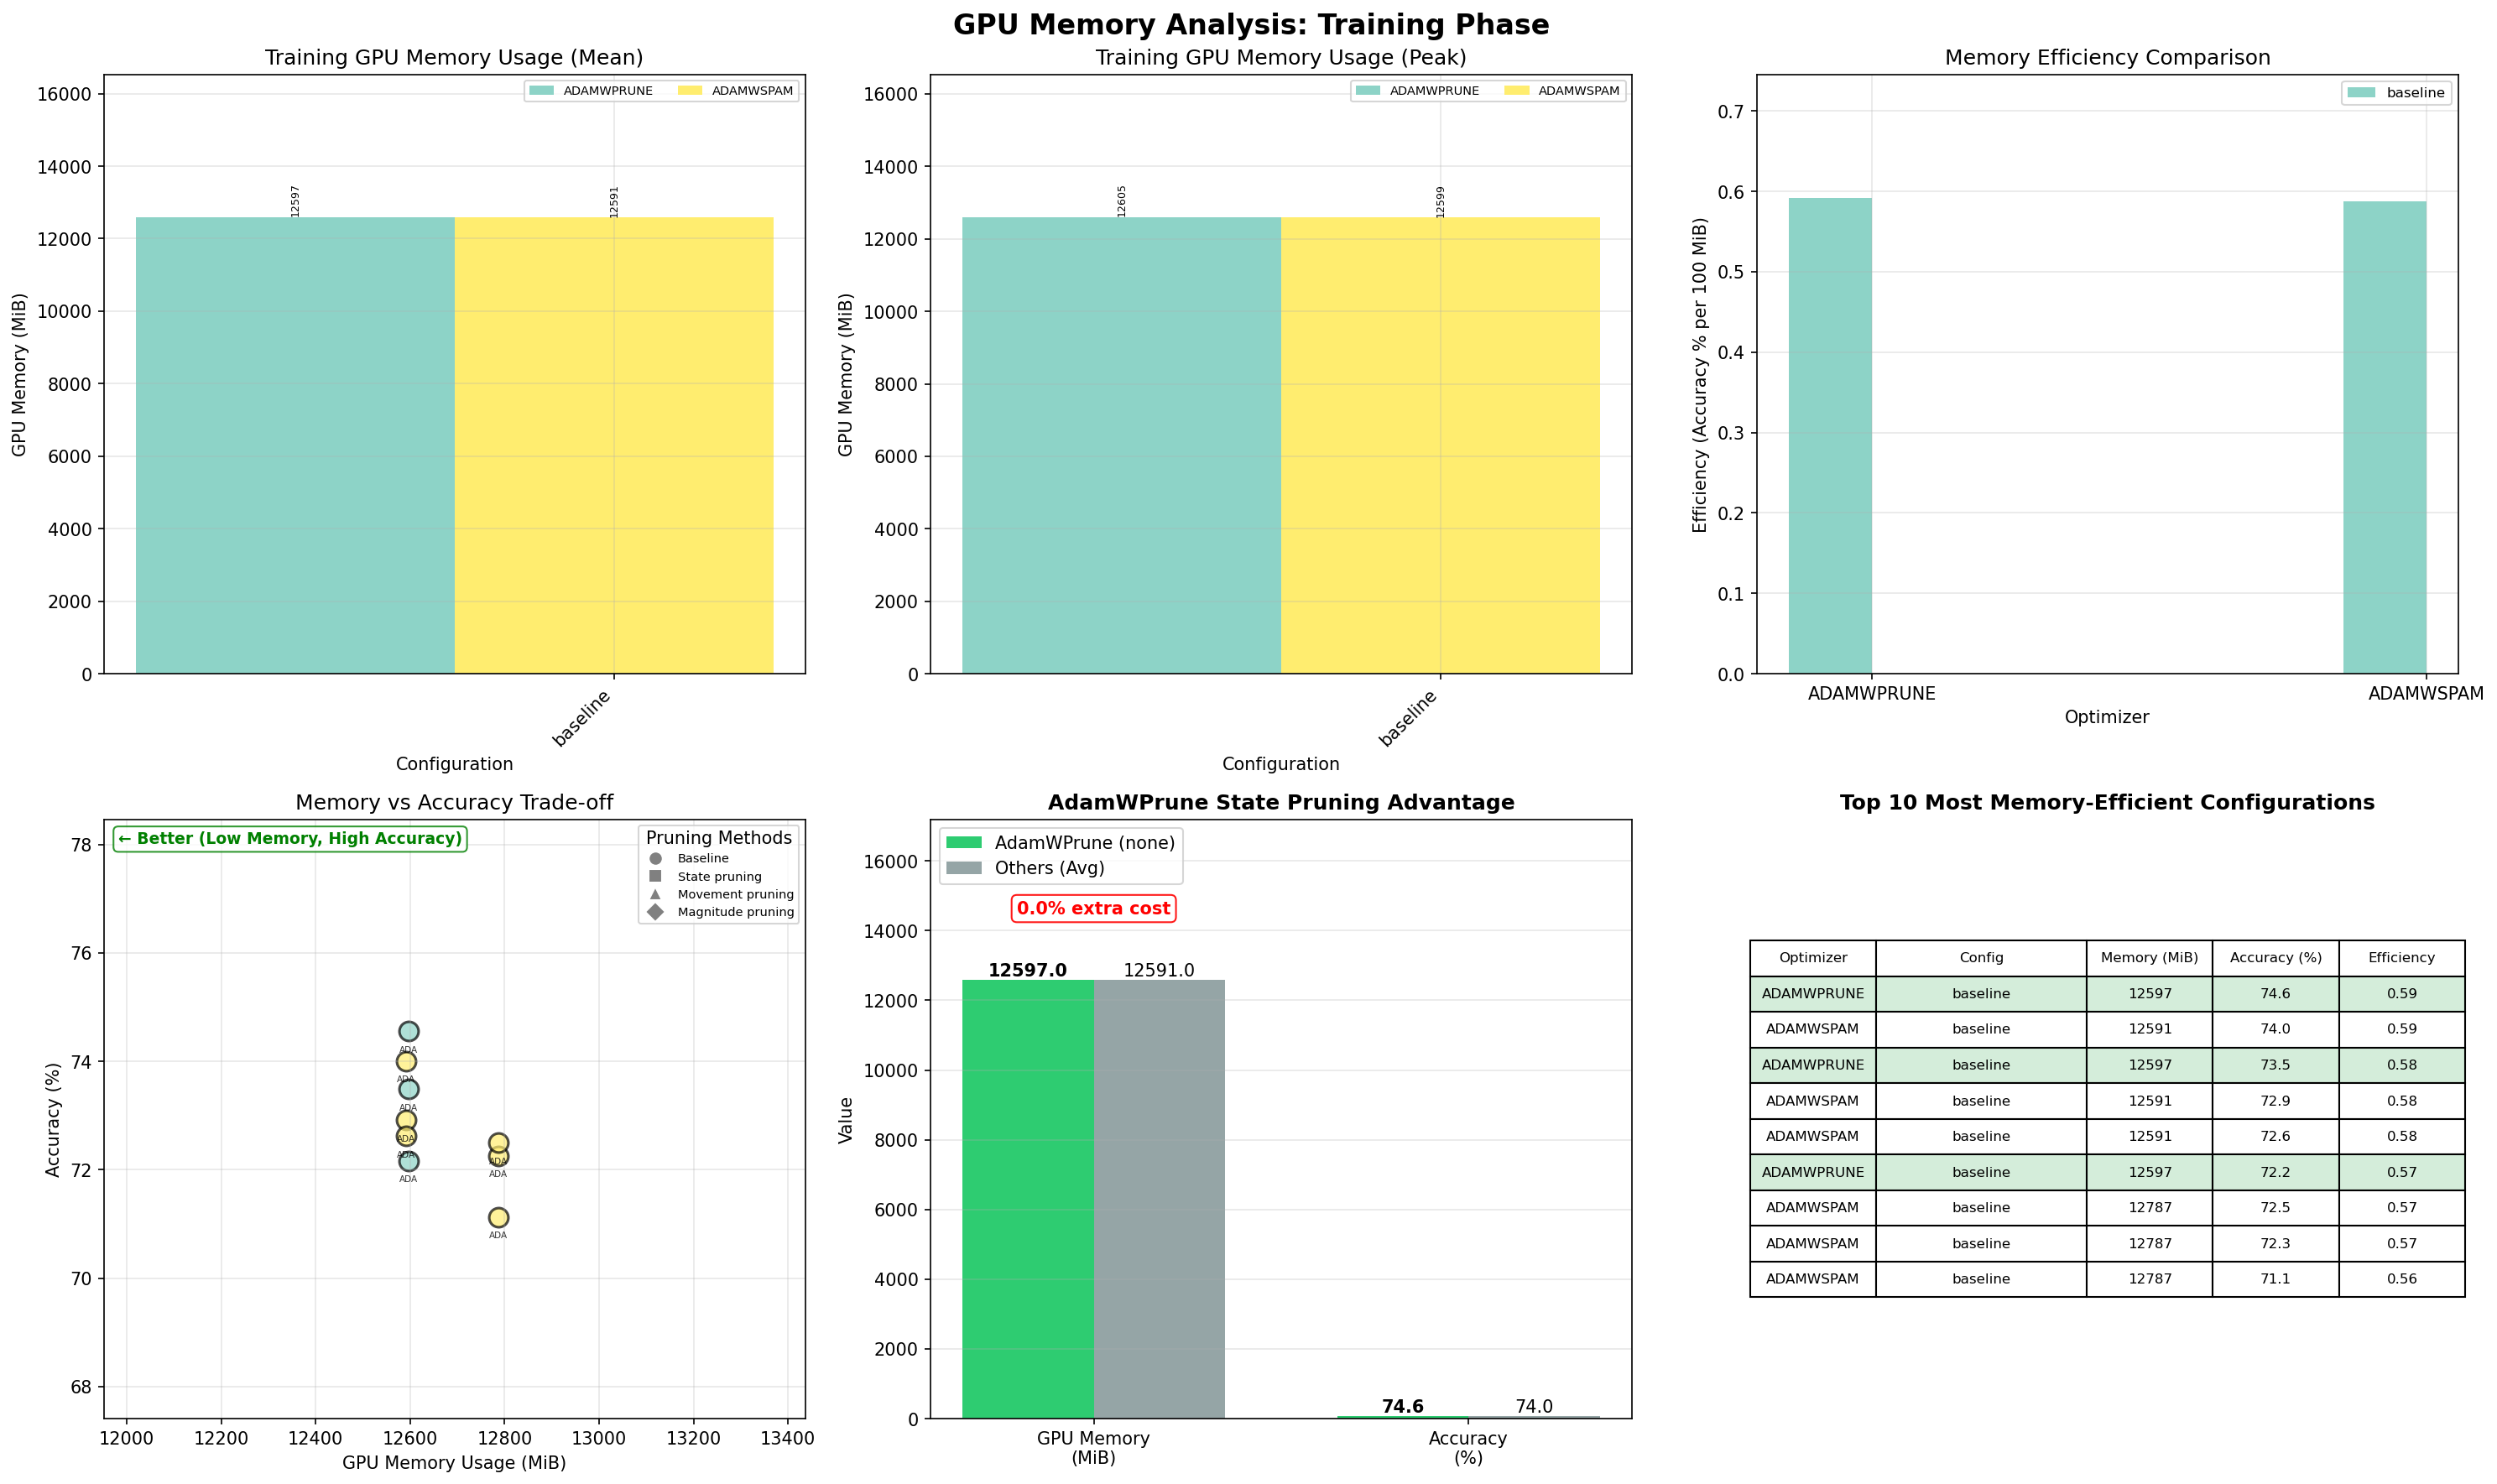 GPU Memory Analysis: Training Phase
Training GPU Memory Usage (Mean)
ADAMWPRUNE ADAMWSPAM
GPU Memory (MiB)
16000
14000
12000
10000
8000
6000
4000
2000
0
12597
12591
baseline
Configuration
Training GPU Memory Usage (Peak)
ADAMWPRUNE ADAMWSPAM
GPU Memory (MiB)
16000
14000
12000
10000
8000
6000
4000
2000
0
12605
12599
baseline
Configuration
Memory Efficiency Comparison
baseline
Efficiency (Accuracy % per 100 MiB)
0.7
0.6
0.5
0.4
0.3
0.2
0.1
0.0
ADAMWPRUNE ADAMWSPAM
Optimizer
Memory vs Accuracy Trade-off
← Better (Low Memory, High Accuracy)
Pruning Methods
Baseline
State pruning
Movement pruning
Magnitude pruning
Accuracy (%)
78
76
74
72
70
68
ADA
ADA
ADA
ADA
ADA
ADA
ADA
ADA
ADA
12000 12200 12400 12600 12800 13000 13200 13400
GPU Memory Usage (MiB)
AdamWPrune State Pruning Advantage
AdamWPrune (none)
Others (Avg)
0.0% extra cost
Value
16000
14000
12000
10000
8000
6000
4000
2000
0
12597.0 12591.0
74.6 74.0
GPU Memory
(MiB)
Accuracy
(%)
Top 10 Most Memory-Efficient Configurations
Optimizer Config Memory (MiB) Accuracy (%) Efficiency
ADAMWPRUNE baseline 12597 74.6 0.59
ADAMWSPAM baseline 12591 74.0 0.59
ADAMWPRUNE baseline 12597 73.5 0.58
ADAMWSPAM baseline 12591 72.9 0.58
ADAMWSPAM baseline 12591 72.6 0.58
ADAMWPRUNE baseline 12597 72.2 0.57
ADAMWSPAM baseline 12787 72.5 0.57
ADAMWSPAM baseline 12787 72.3 0.57
ADAMWSPAM baseline 12787 71.1 0.56